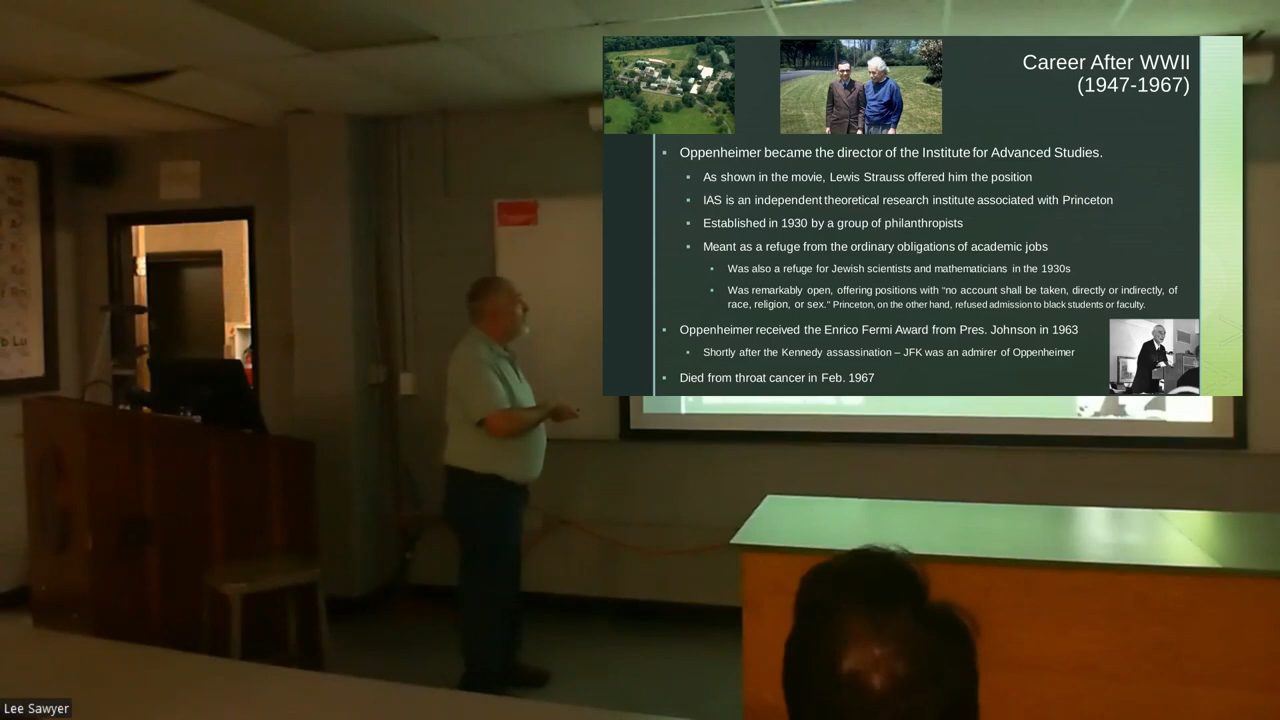 Career After WWII
(1947-1967)
Oppenheimer became the director of the Institute for Advanced Studies.
As shown in the movie, Lewis Strauss offered him the position
IAS is an independent theoretical research institute associated with Princeton
Established in 1930 by a group of philanthropists
Meant as a refuge from the ordinary obligations of academic jobs
Was also a refuge for Jewish scientists and mathematicians in the 1930s
Was remarkably open, offering positions with “no account shall be taken, directly or indirectly, of
race, religion, or sex.” Princeton, on the other hand, refused admission to black students or faculty.
Oppenheimer received the Enrico Fermi Award from Pres. Johnson in 1963
Shortly after the Kennedy assassination – JFK was an admirer of Oppenheimer
Died from throat cancer in Feb. 1967
b Lu
Lee Sawyer